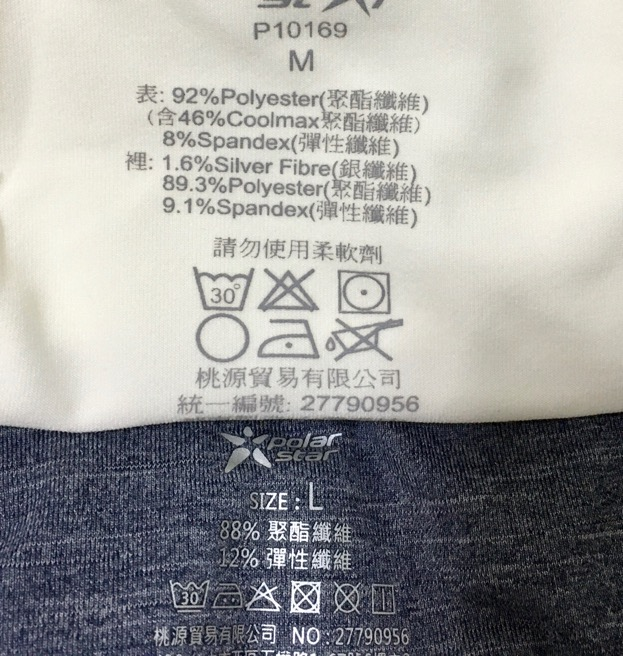 P10169
M
表: 92%Polyester(聚酯纖維)
(含46%Coolmax聚酯纖維)
8%Spandex(彈性纖維)
裡: 1.6%Silver Fibre(銀纖維)
89.3%Polyester(聚酯纖維)
9.1%Spandex(彈性纖維)
請勿使用柔軟劑
30°
桃源貿易有限公司
統一編號: 27790956
polar
star
SIZE : L
88% 聚酯纖維
12% 彈性纖維
30
桃源貿易有限公司 NO : 27790956